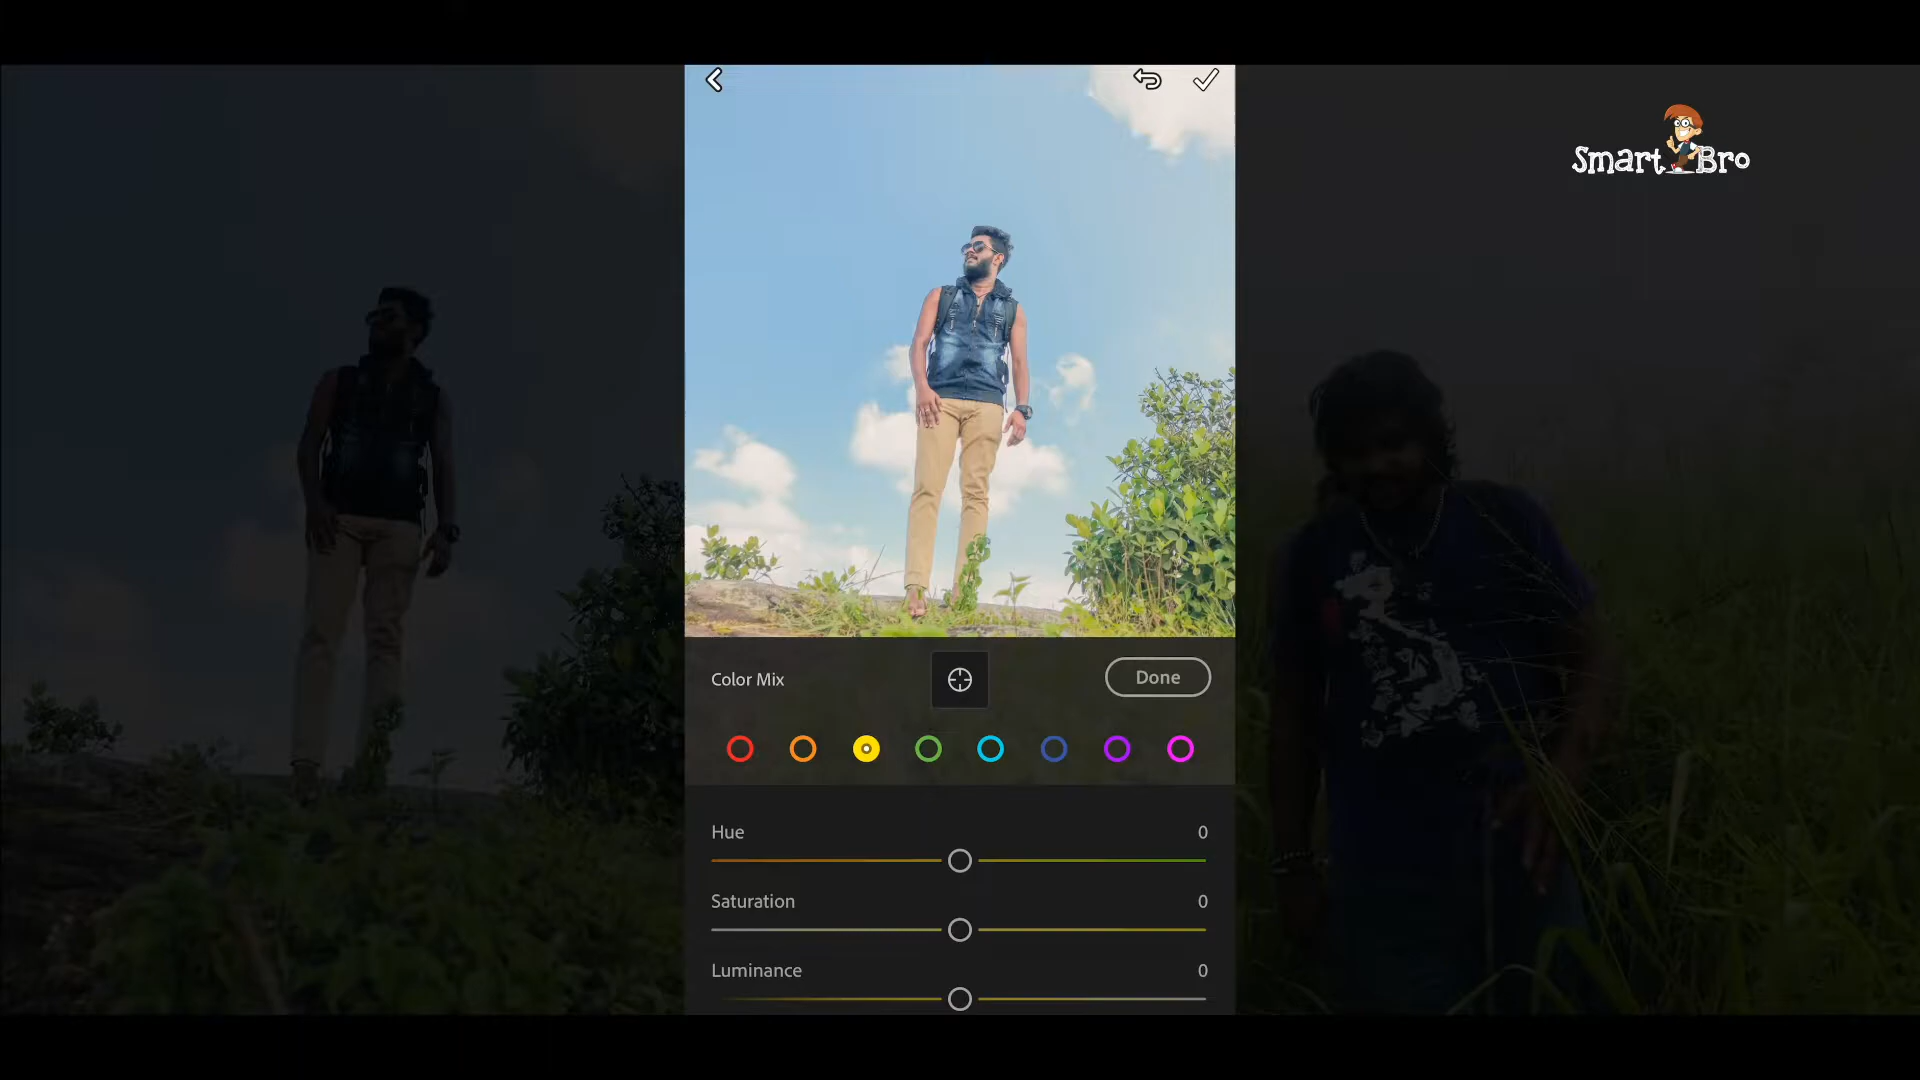 Smart Bro
Color Mix
Done
Hue 0
Saturation 0
Luminance 0